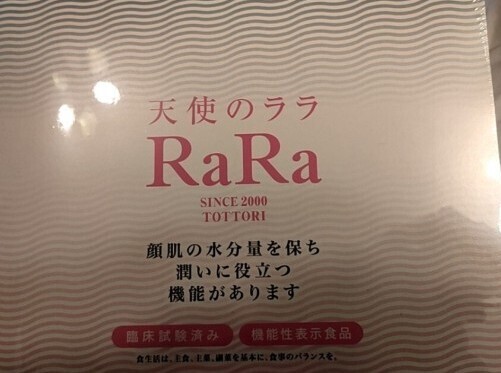 天使のララ
RaRa
SINCE 2000
TOTTORI
顔肌の水分量を保ち
潤いに役立つ
機能があります
臨床試験済み 機能性表示食品
食生活は、主食、主菜、副菜を基本に、食事のバランスを。